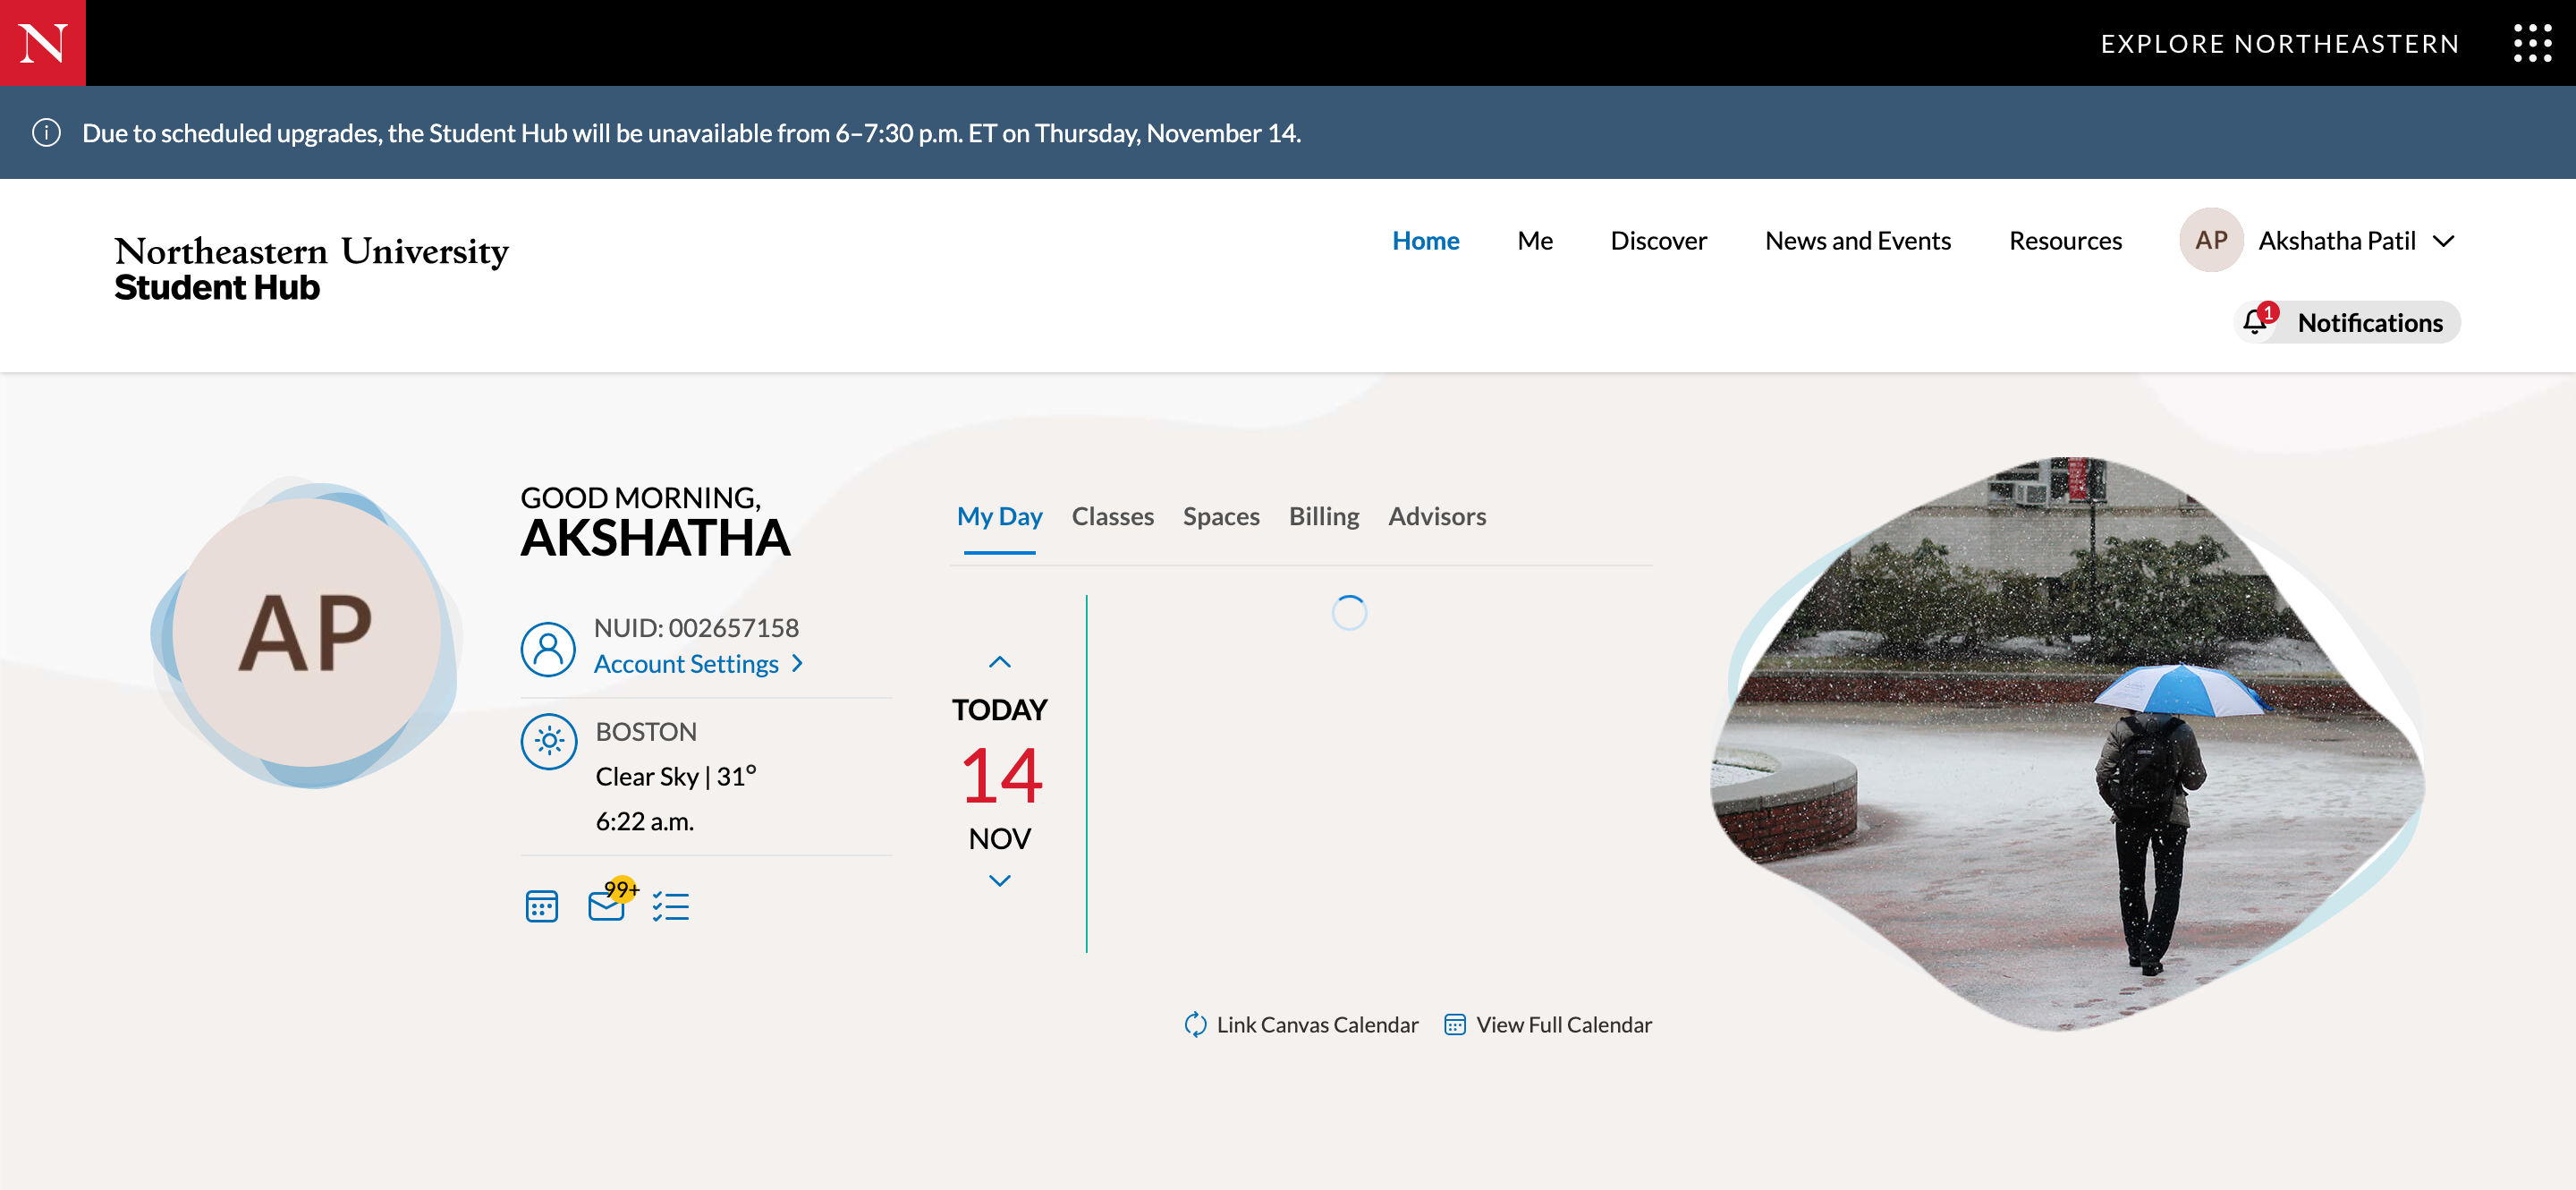 N
EXPLORE NORTHEASTERN
Due to scheduled upgrades, the Student Hub will be unavailable from 6–7:30 p.m. ET on Thursday, November 14.
Northeastern University
Student Hub
Home
Me
Discover
News and Events
Resources
AP
Akshatha Patil
1
Notifications
AP
GOOD MORNING,
AKSHATHA
NUID: 002657158
Account Settings
BOSTON
Clear Sky | 31°
6:22 a.m.
99+
My Day
Classes
Spaces
Billing
Advisors
TODAY
14
NOV
Link Canvas Calendar
View Full Calendar